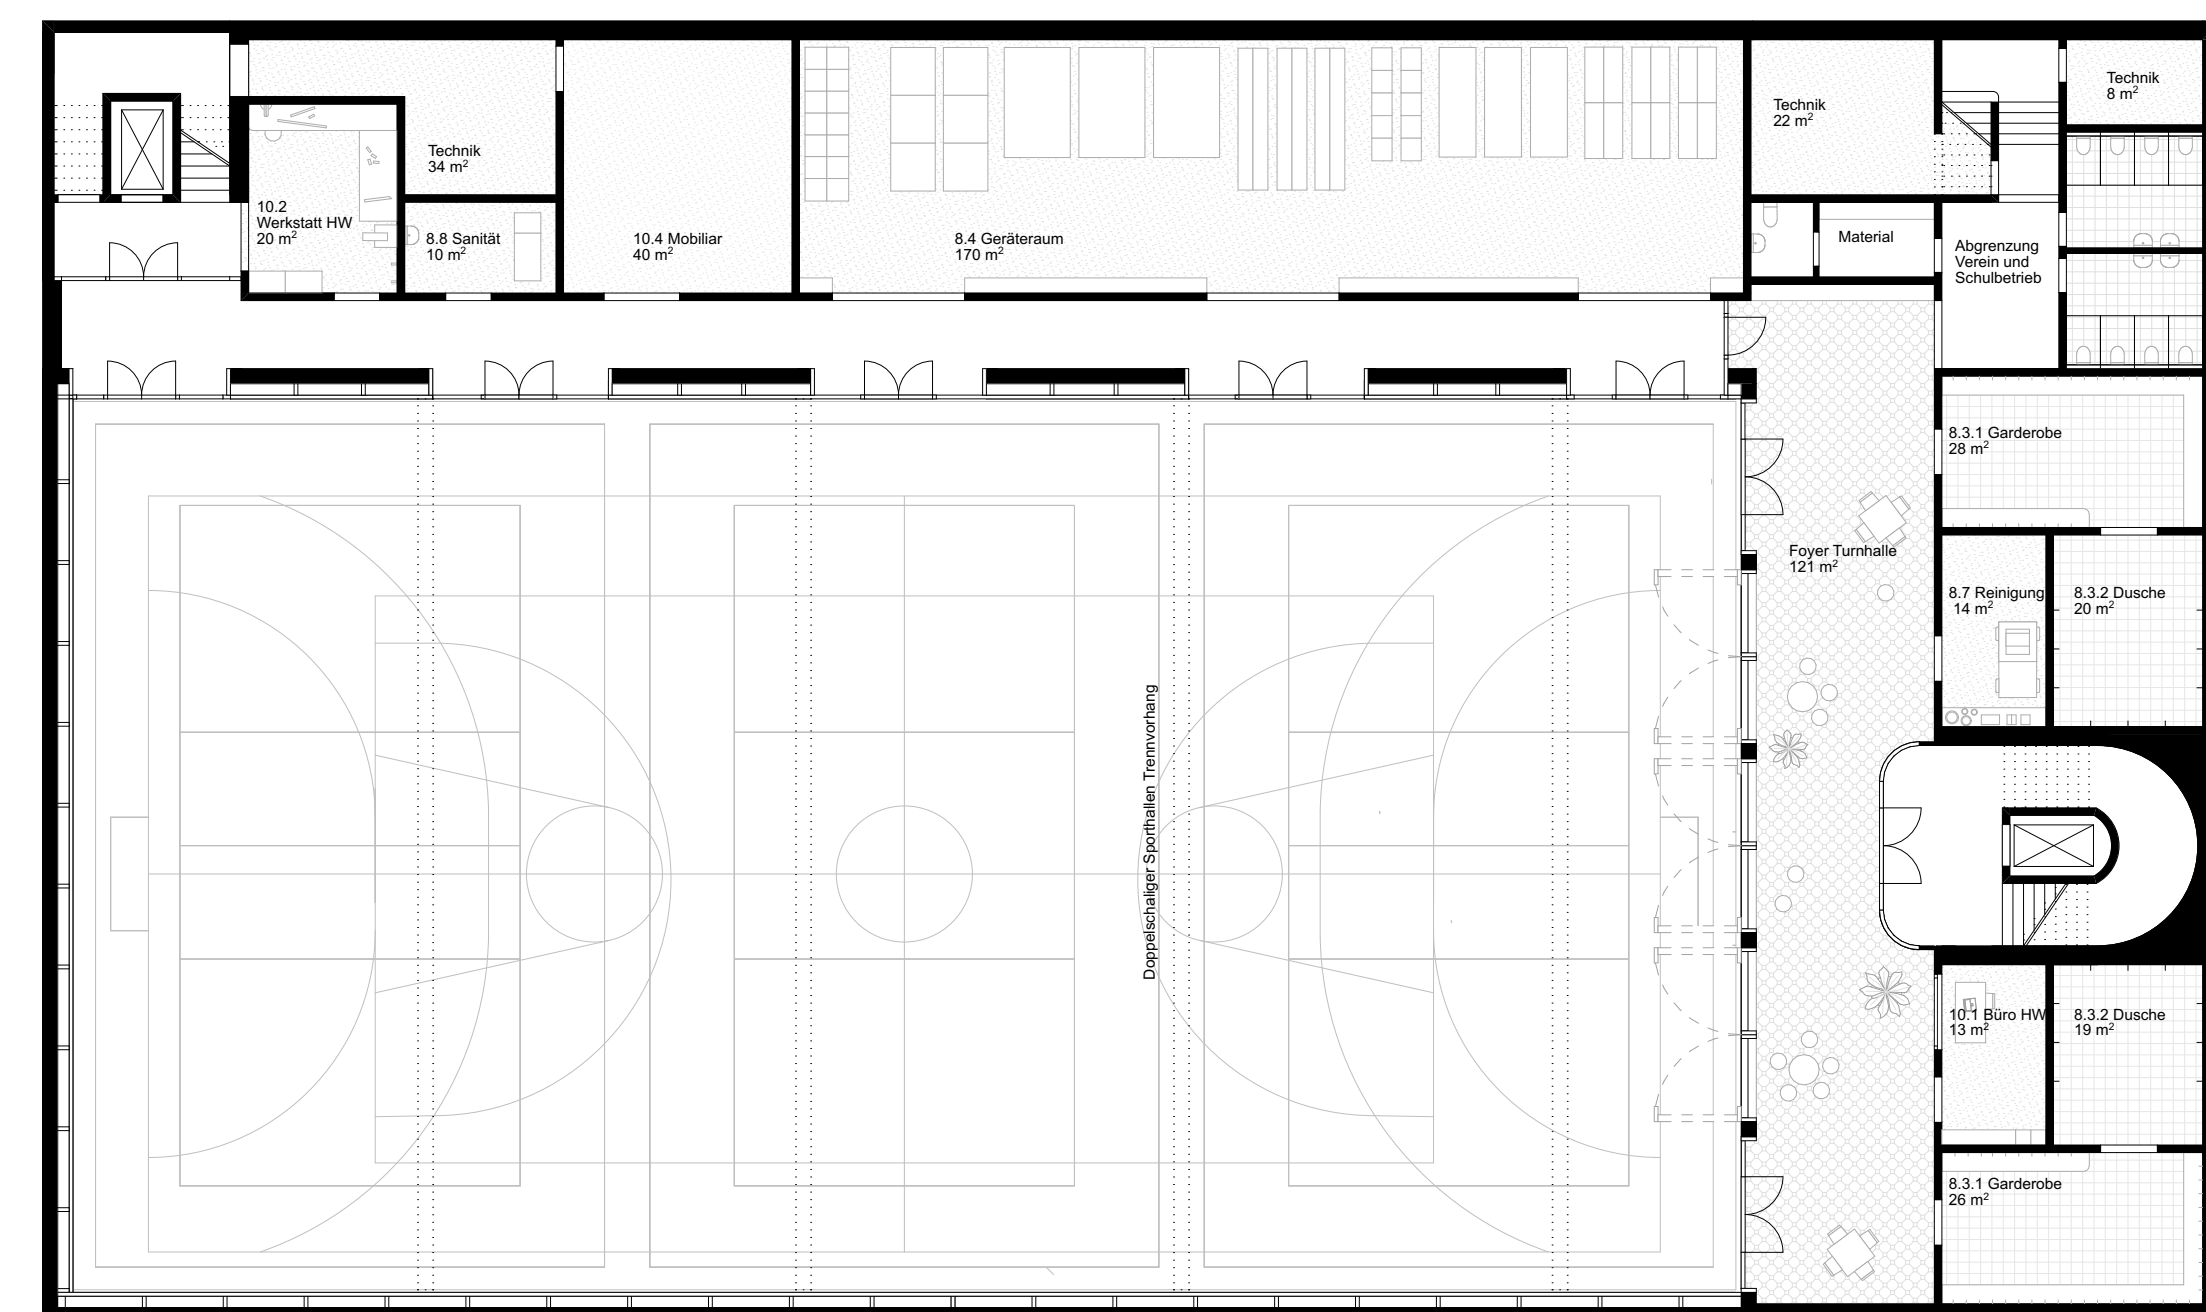 Technik
8 m²
Technik
22 m²
Technik
34 m²
10.2
Werkstatt HW
20 m²
8.8 Sanität
10 m²
10.4 Mobiliar
40 m²
8.4 Geräteraum
170 m²
Material
Abgrenzung
Verein und
Schulbetrieb
8.3.1 Garderobe
28 m²
Foyer Turnhalle
121 m²
8.7 Reinigung
14 m²
8.3.2 Dusche
20 m²
Doppelschaliger Sporthallen Trennvorhang
10.1 Büro HW
13 m²
8.3.2 Dusche
19 m²
8.3.1 Garderobe
26 m²